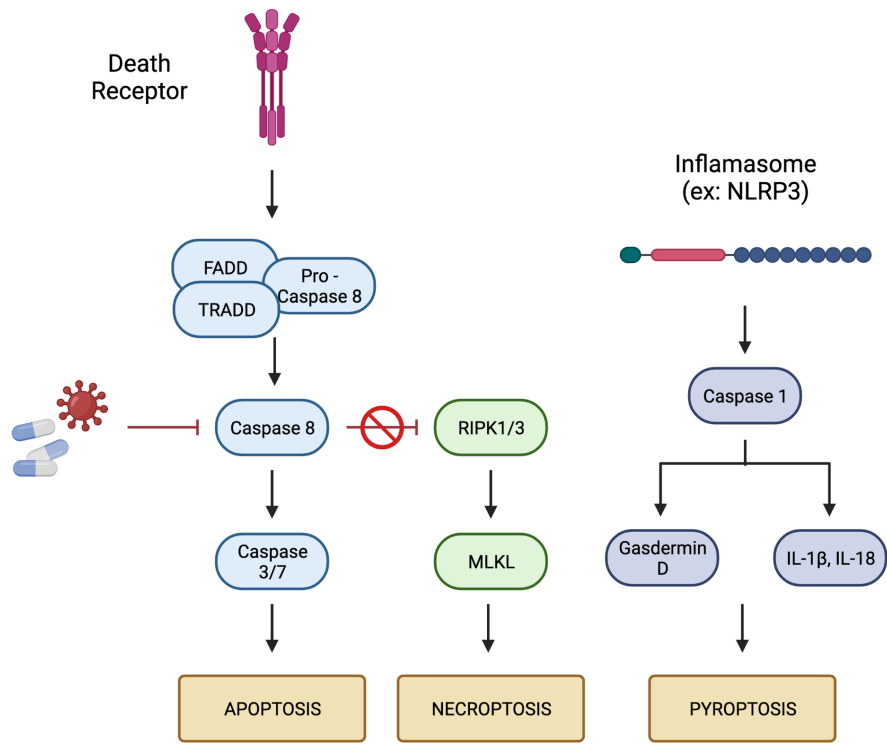 Death
Receptor
Inflamasome
(ex: NLRP3)
FADD
Pro -
Caspase 8
TRADD
Caspase 1
Caspase 8
RIPK1/3
Caspase
3/7
MLKL
Gasdermin
D
IL-1β, IL-18
APOPTOSIS
NECROPTOSIS
PYROPTOSIS